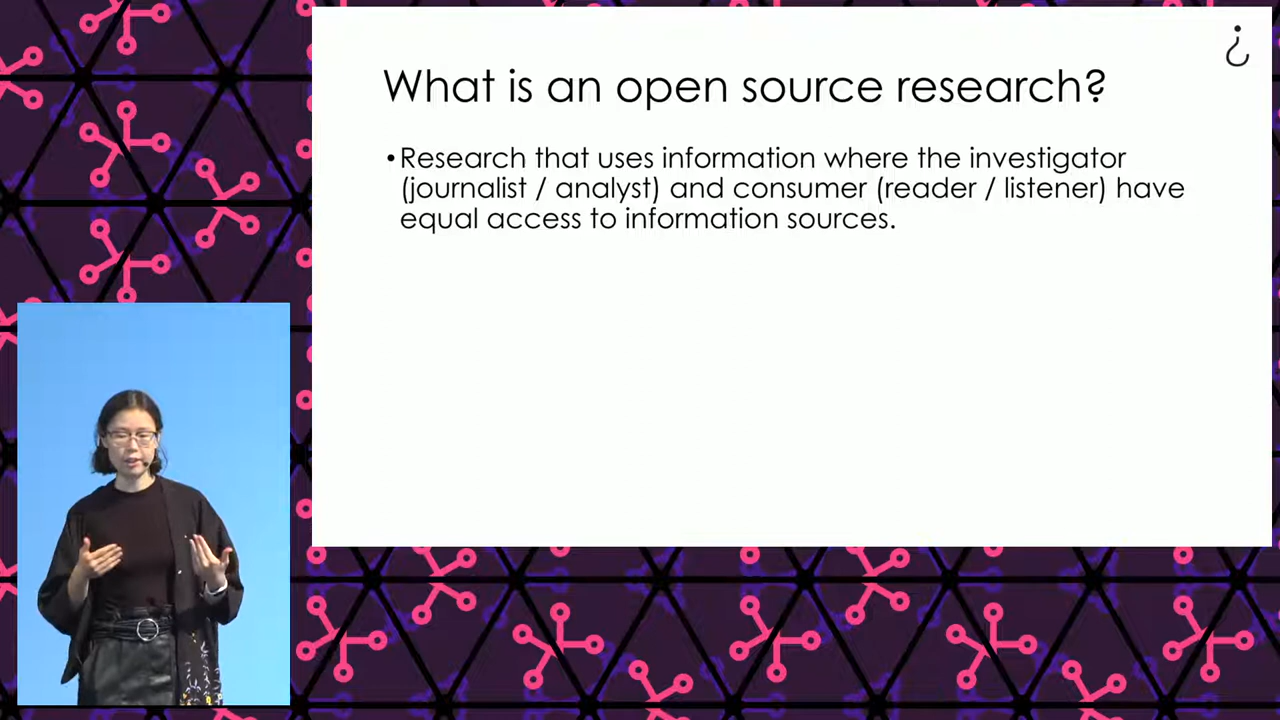 What is an open source research?
•Research that uses information where the investigator
(journalist / analyst) and consumer (reader / listener) have
equal access to information sources.